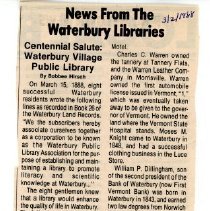 3/2/1988
News From The
Waterbury Libraries
Centennial Salute:
Waterbury Village
Public Library
By Bobbee Hirsch
On March 15, 1888, eight
successful men of Waterbury
residents wrote the following
lines as recorded in Book 26 of
the Waterbury Land Records.
"We the subscribers hereby
associate ourselves together
as a corporation to be known
as the Waterbury Public
Library Association for the pur-
pose of establishing and main-
taining a library to promote
literacy and scientific
knowledge at Waterbury..."
The eight gentlemen knew
that a library would enhance
the quality of life in Waterbury.
Motel.
Charles C. Warren owned
the tannery at Tannery Flats,
and the Warren Leather Com-
pany in Morrisville. Warren
owned the first automobile
license issued in Vermont, "1",
which was eventually taken
away to be given to the gover-
nor of Vermont. He owned the
land where the Vermont State
Hospital stands. Moses M.
Knight came to Waterbury in
1848, and had a successful
clothing business in the Luce
Store.
William P. Dillingham, son
of the second president of the
Bank of Waterbury (now First
Vermont Bank) was born in
Waterbury in 1843, and earned
two law degrees from Norwich